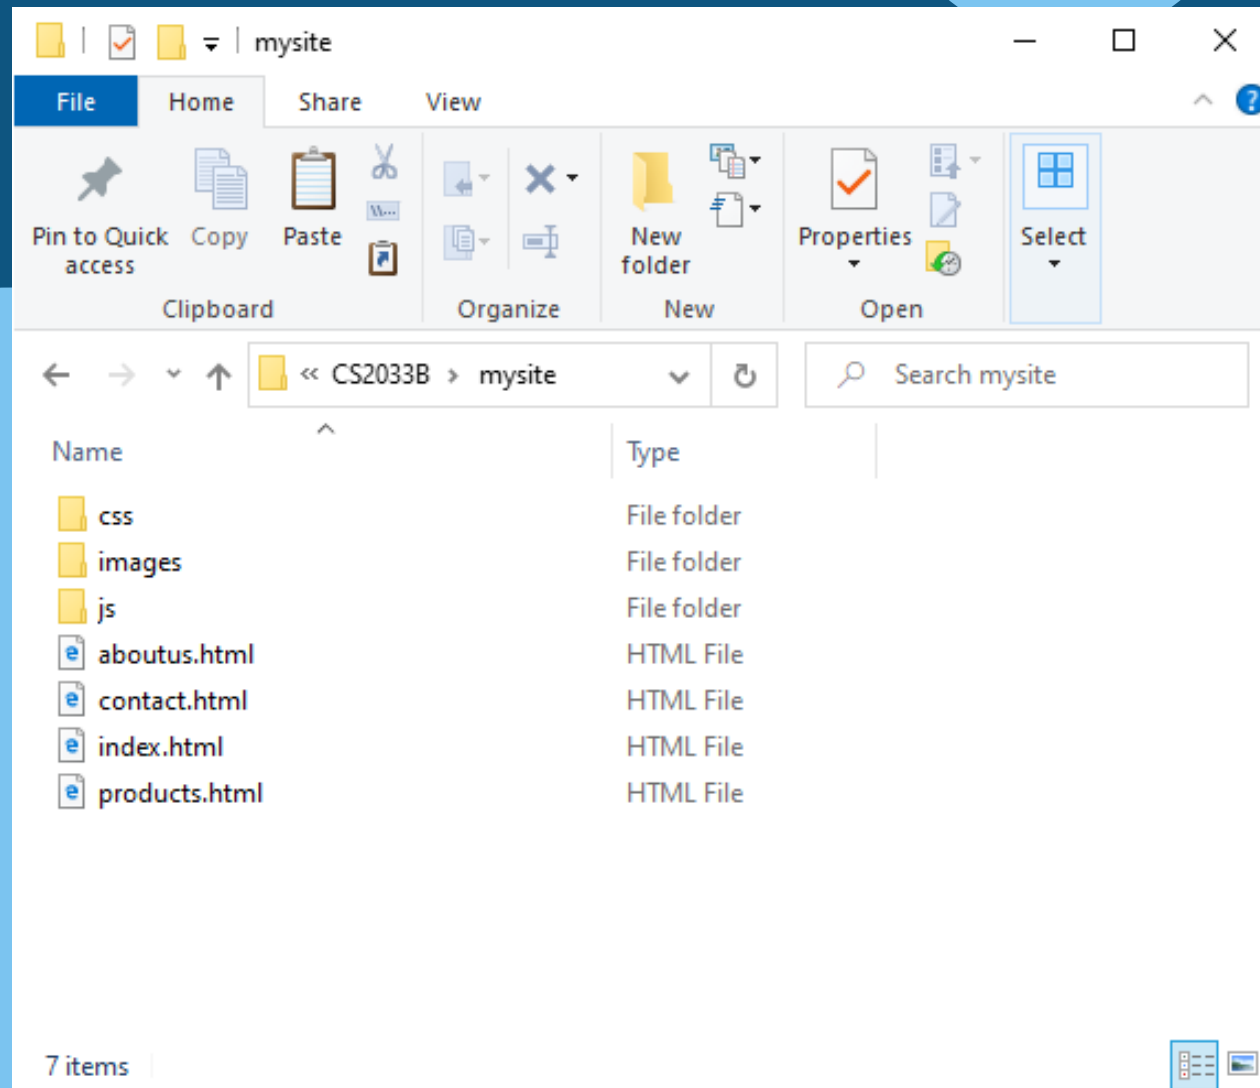 mysite
File Home Share View
?
Pin to Quick access Copy Paste New folder Properties Select
Clipboard Organize New Open
« CS2033B > mysite Search mysite
Name Type
css File folder
images File folder
js File folder
aboutus.html HTML File
contact.html HTML File
index.html HTML File
products.html HTML File
7 items